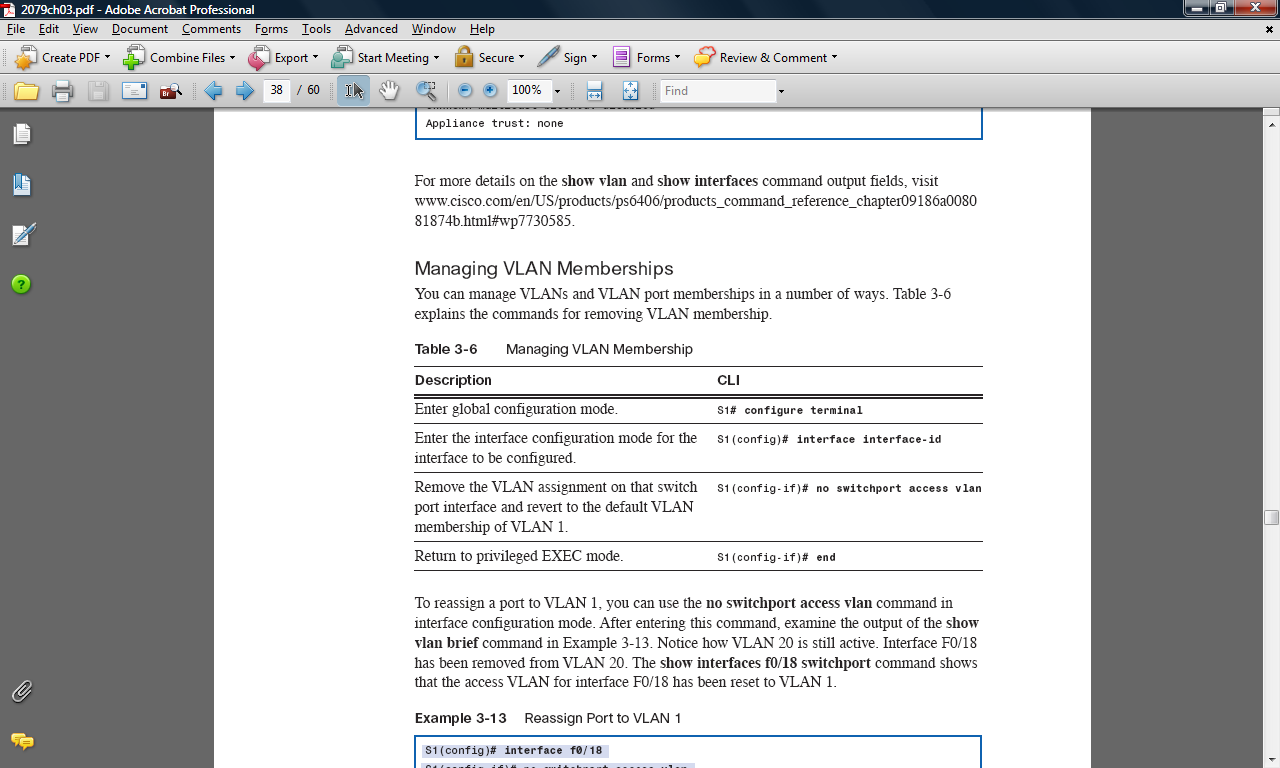 2079ch03.pdf - Adobe Acrobat Professional
File Edit View Document Comments Forms Tools Advanced Window Help
Create PDF Combine Files Export Start Meeting Secure Sign Forms Review & Comment
38 / 60 100% Find
Appliance trust: none
For more details on the show vlan and show interfaces command output fields, visit
www.cisco.com/en/US/products/ps6406/products_command_reference_chapter09186a0080
81874b.html#wp7730585.
Managing VLAN Memberships
You can manage VLANs and VLAN port memberships in a number of ways. Table 3-6
explains the commands for removing VLAN membership.
Table 3-6 Managing VLAN Membership
Description CLI
Enter global configuration mode. S1# configure terminal
Enter the interface configuration mode for the S1(config)# interface interface-id
interface to be configured.
Remove the VLAN assignment on that switch S1(config-if)# no switchport access vlan
port interface and revert to the default VLAN
membership of VLAN 1.
Return to privileged EXEC mode. S1(config-if)# end
To reassign a port to VLAN 1, you can use the no switchport access vlan command in
interface configuration mode. After entering this command, examine the output of the show
vlan brief command in Example 3-13. Notice how VLAN 20 is still active. Interface F0/18
has been removed from VLAN 20. The show interfaces f0/18 switchport command shows
that the access VLAN for interface F0/18 has been reset to VLAN 1.
Example 3-13 Reassign Port to VLAN 1
S1(config)# interface f0/18
S1(config-if)# no switchport access vlan